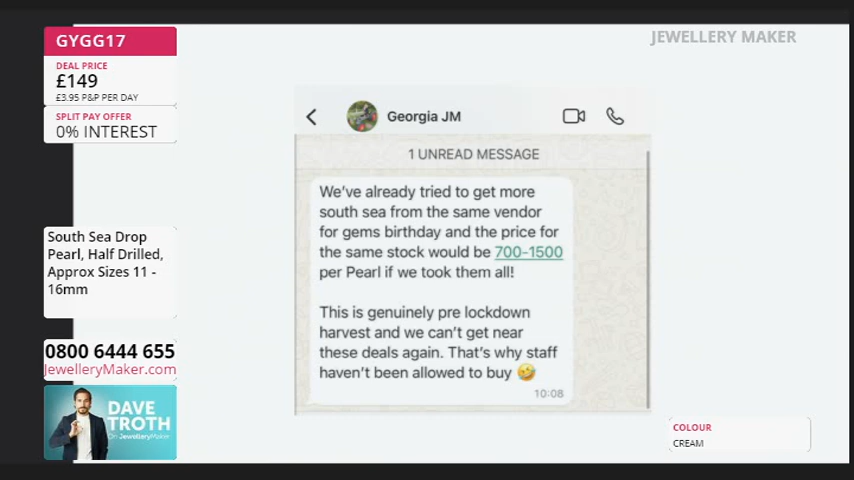 GYGG17
DEAL PRICE
£149
£3.95 P&P PER DAY
SPLIT PAY OFFER
0% INTEREST
South Sea Drop
Pearl, Half Drilled,
Approx Sizes 11 -
16mm
0800 6444 655
JewelleryMaker.com
DAVE
TROTH
On JewelleryMaker
JEWELLERY MAKER
Georgia JM
1 UNREAD MESSAGE
We've already tried to get more
south sea from the same vendor
for gems birthday and the price for
the same stock would be 700-1500
per Pearl if we took them all!
This is genuinely pre lockdown
harvest and we can't get near
these deals again. That's why staff
haven't been allowed to buy 🤣
10:08
COLOUR
CREAM